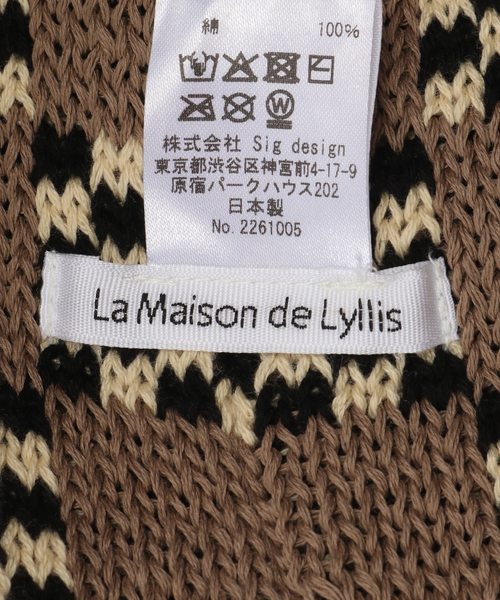 綿 100%
株式会社 Sig design
東京都渋谷区神宮前4-17-9
原宿パークハウス202
日本製
No. 2261005
La Maison de Lyllis